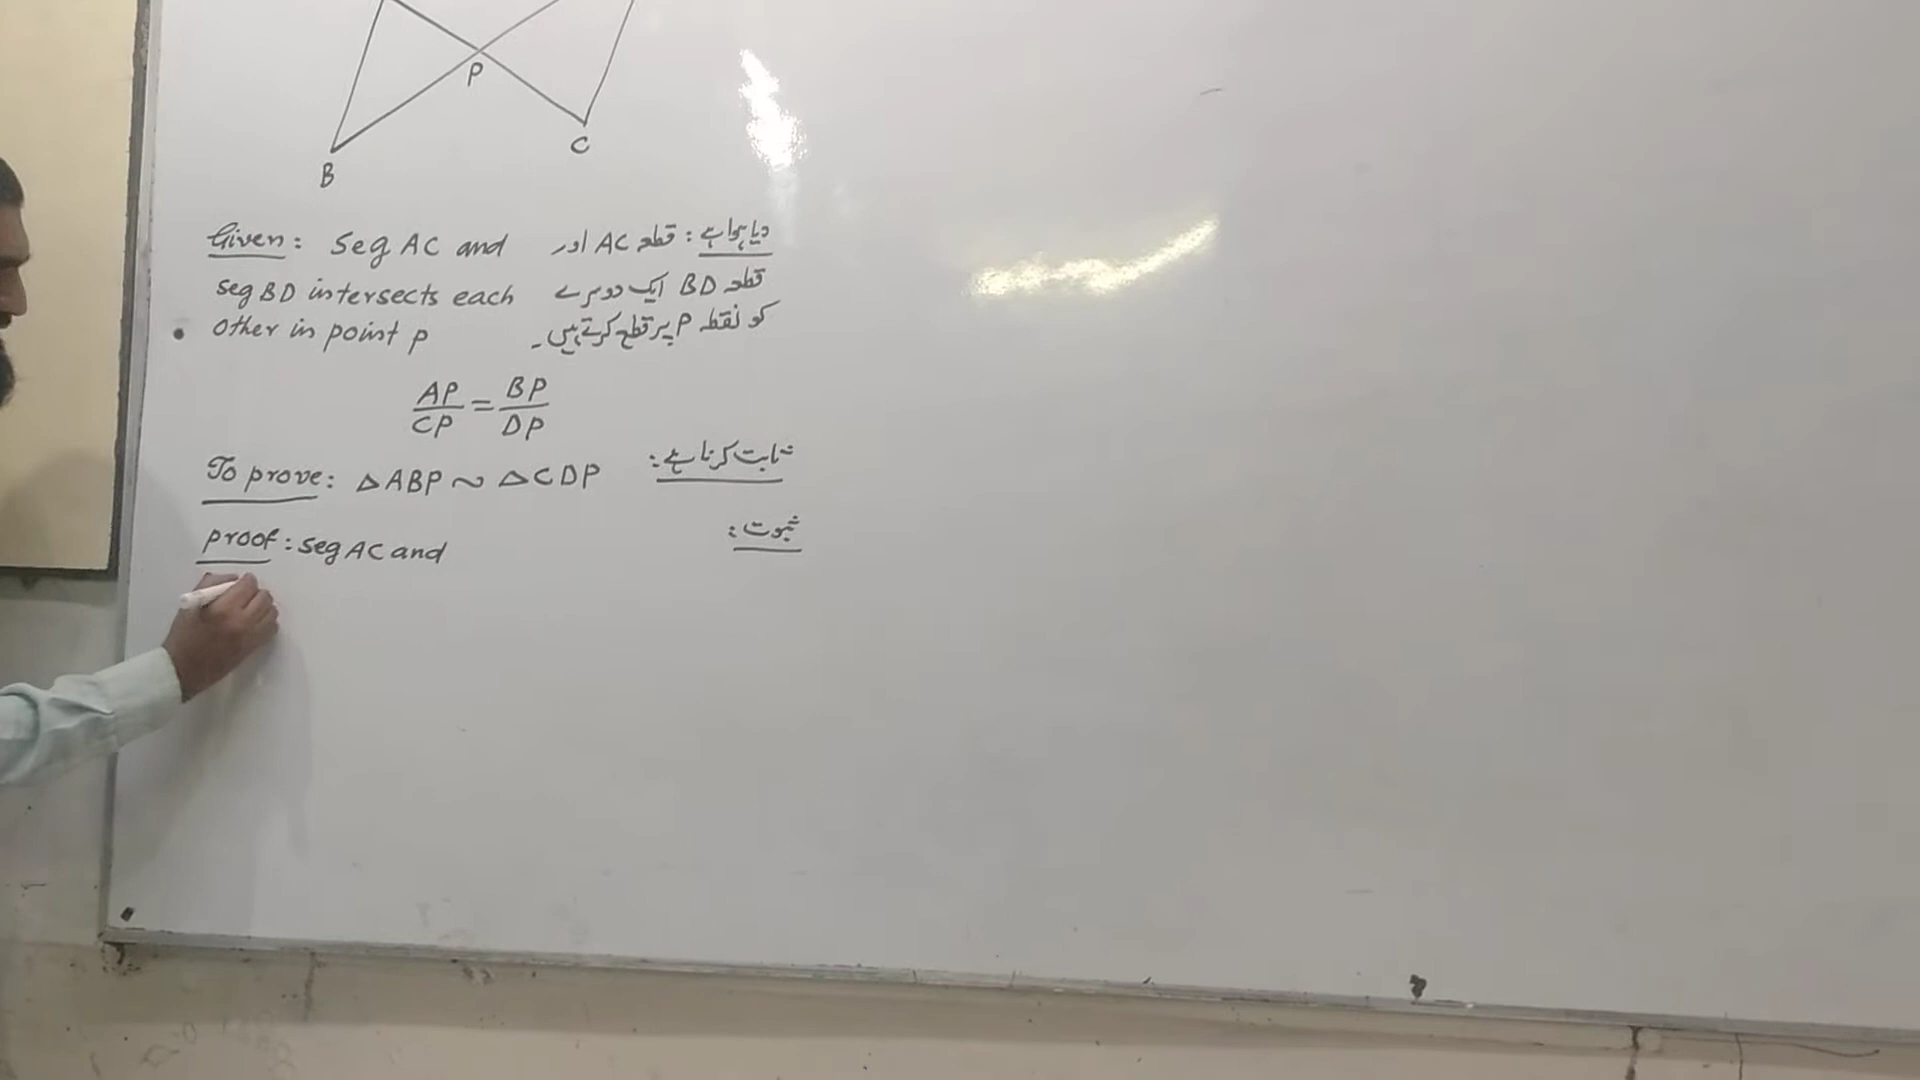 P
C
B
Given: seg AC and
seg BD intersects each
other in point p
دیا ہوا ہے : قطعہ AC اور
قطعہ BD ایک دوسرے
کو نقطہ P پر قطع کرتے ہیں۔
AP/CP = BP/DP
To prove: △ABP ~ △CDP
ثابت کرنا ہے:
proof: seg AC and
ثبوت: